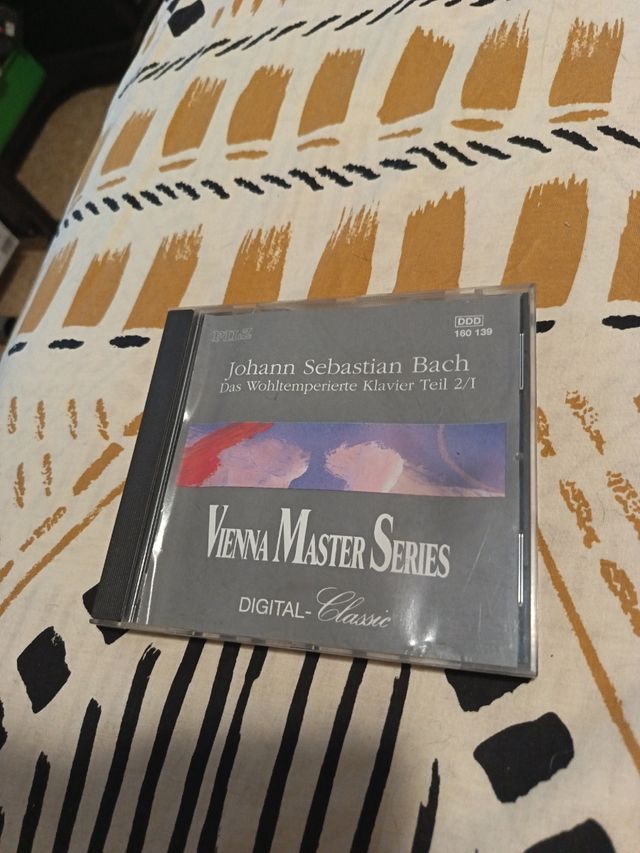 PILZ
DDD
160 139
Johann Sebastian Bach
Das Wohltemperierte Klavier Teil 2/I
VIENNA MASTER SERIES
DIGITAL-Classic